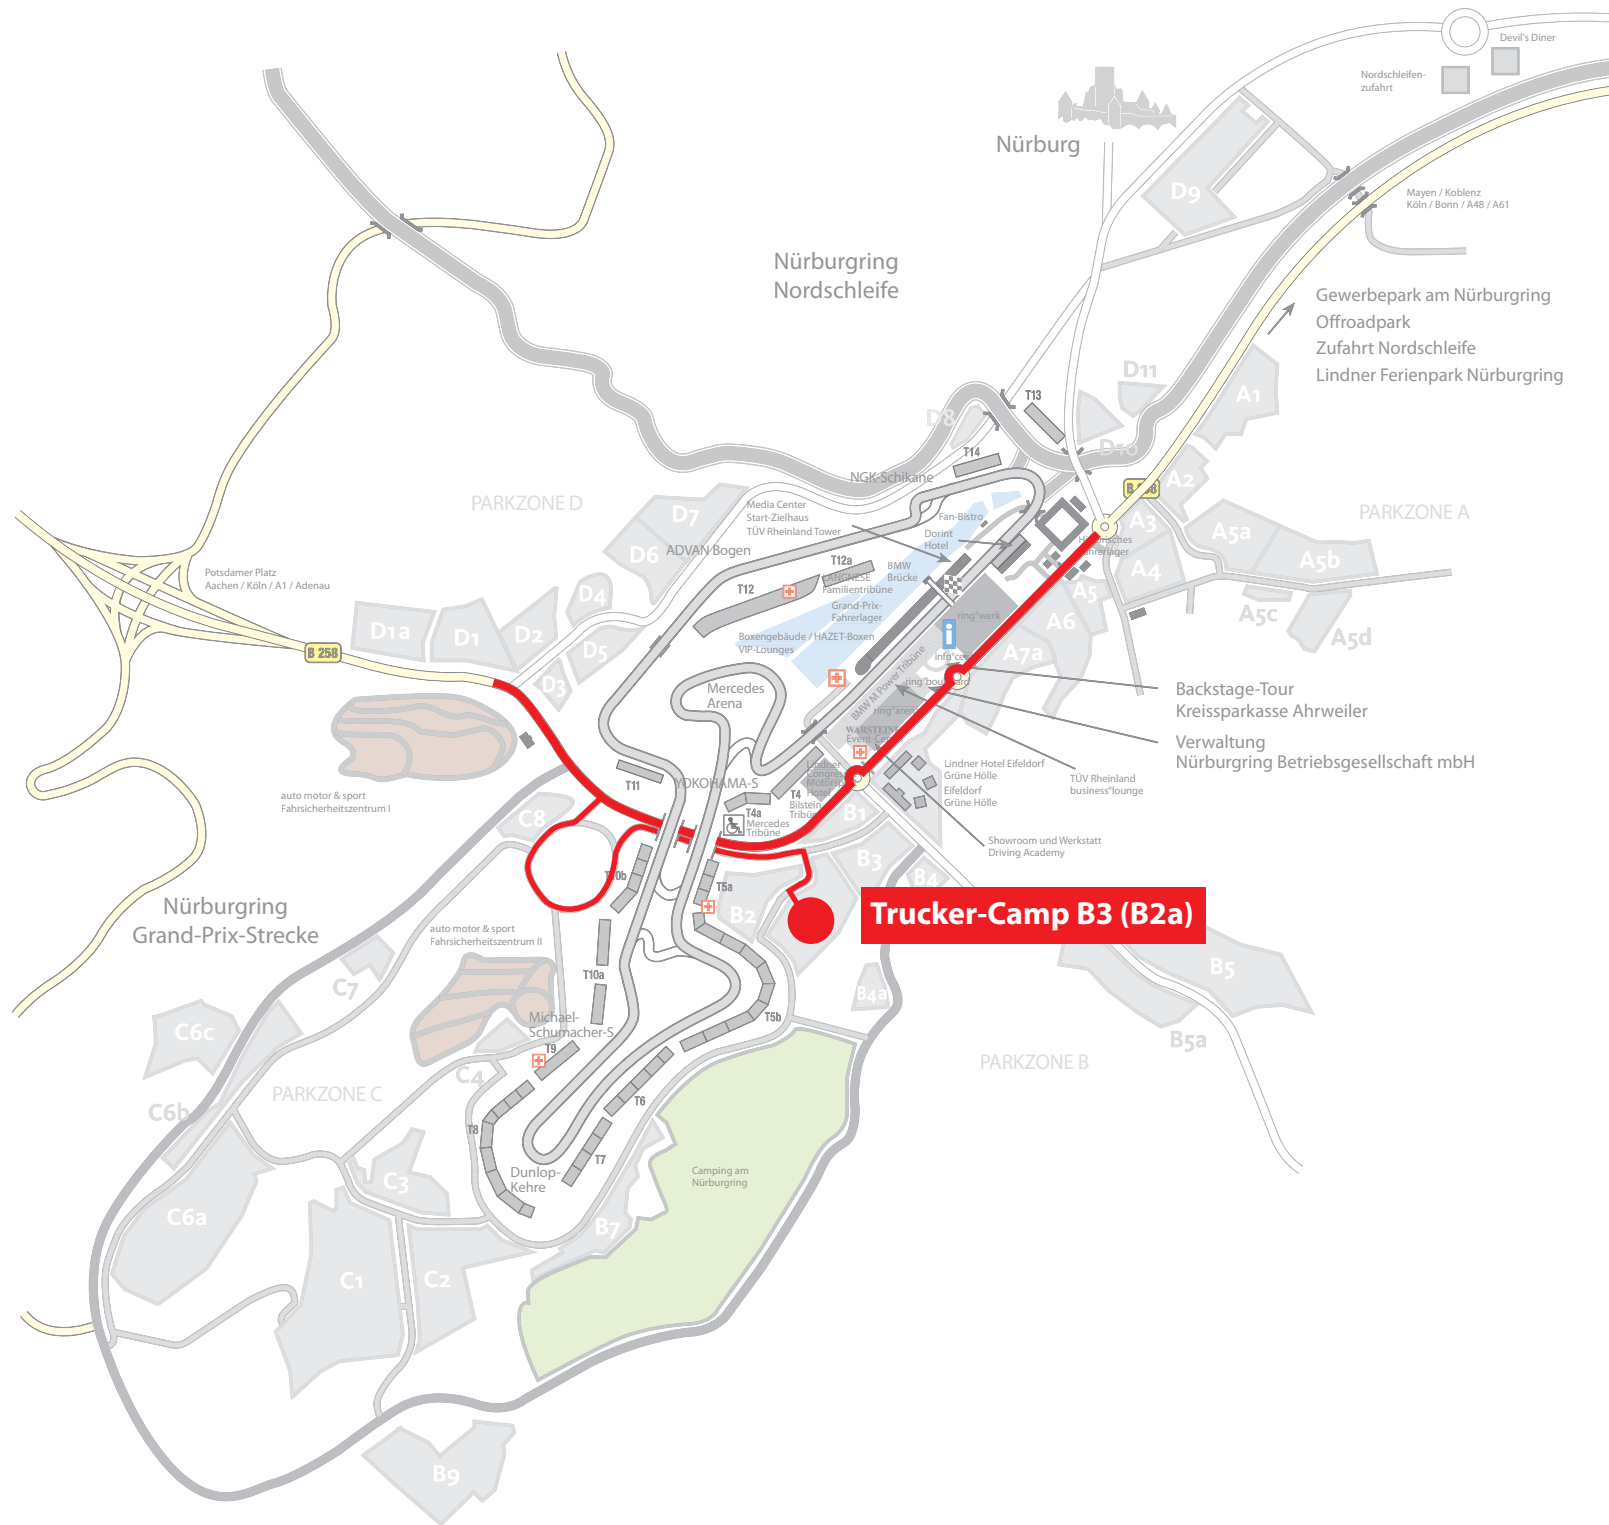 Devil's Diner
Nordschleifen-
zufahrt
Nürburg
D9
Mayen / Koblenz
Köln / Bonn / A48 / A61
Nürburgring
Nordschleife
Gewerbepark am Nürburgring
Offroadpark
Zufahrt Nordschleife
Lindner Ferienpark Nürburgring
D11
A1
T13
D8
D10
T14
NGK-Schikane
A2
PARKZONE D
Media Center
Start-Zielhaus
TÜV Rheinland Tower
D7
Fan-Bistro
Dorint
Hotel
A3
PARKZONE A
Historisches
Fahrerlager
A5a
A5b
D6
ADVAN Bogen
T12a
BMW
Brücke
Potsdamer Platz
Aachen / Köln / A1 / Adenau
LANGNESE
Familientribüne
T12
A4
D4
A5
Grand-Prix-
Fahrerlager
ring°werk
A5c
A6
A5d
D1a
D1
D2
Boxengebäude / HAZET-Boxen
VIP-Lounges
B 258
D5
A7a
BMW M Power Tribüne
D3
Mercedes
Arena
Backstage-Tour
Kreissparkasse Ahrweiler
Verwaltung
Nürburgring Betriebsgesellschaft mbH
Lindner Hotel Eifeldorf
Grüne Hölle
Eifeldorf
Grüne Hölle
TÜV Rheinland
business°lounge
T11
YOKOHAMA-S
T4
T4a
Mercedes
Tribüne
B1
auto motor & sport
Fahrsicherheitszentrum I
C8
Showroom und Werkstatt
Driving Academy
B3
B4
T10b
T5a
B2
Trucker-Camp B3 (B2a)
Nürburgring
Grand-Prix-Strecke
auto motor & sport
Fahrsicherheitszentrum II
C7
T10a
B5
B4a
Michael-
Schumacher-S
T5b
C6c
B5a
T9
C4
PARKZONE B
PARKZONE C
C6b
T6
T8
T7
Camping am
Nürburgring
Dunlop-
Kehre
C3
C6a
B7
C1
C2
B9